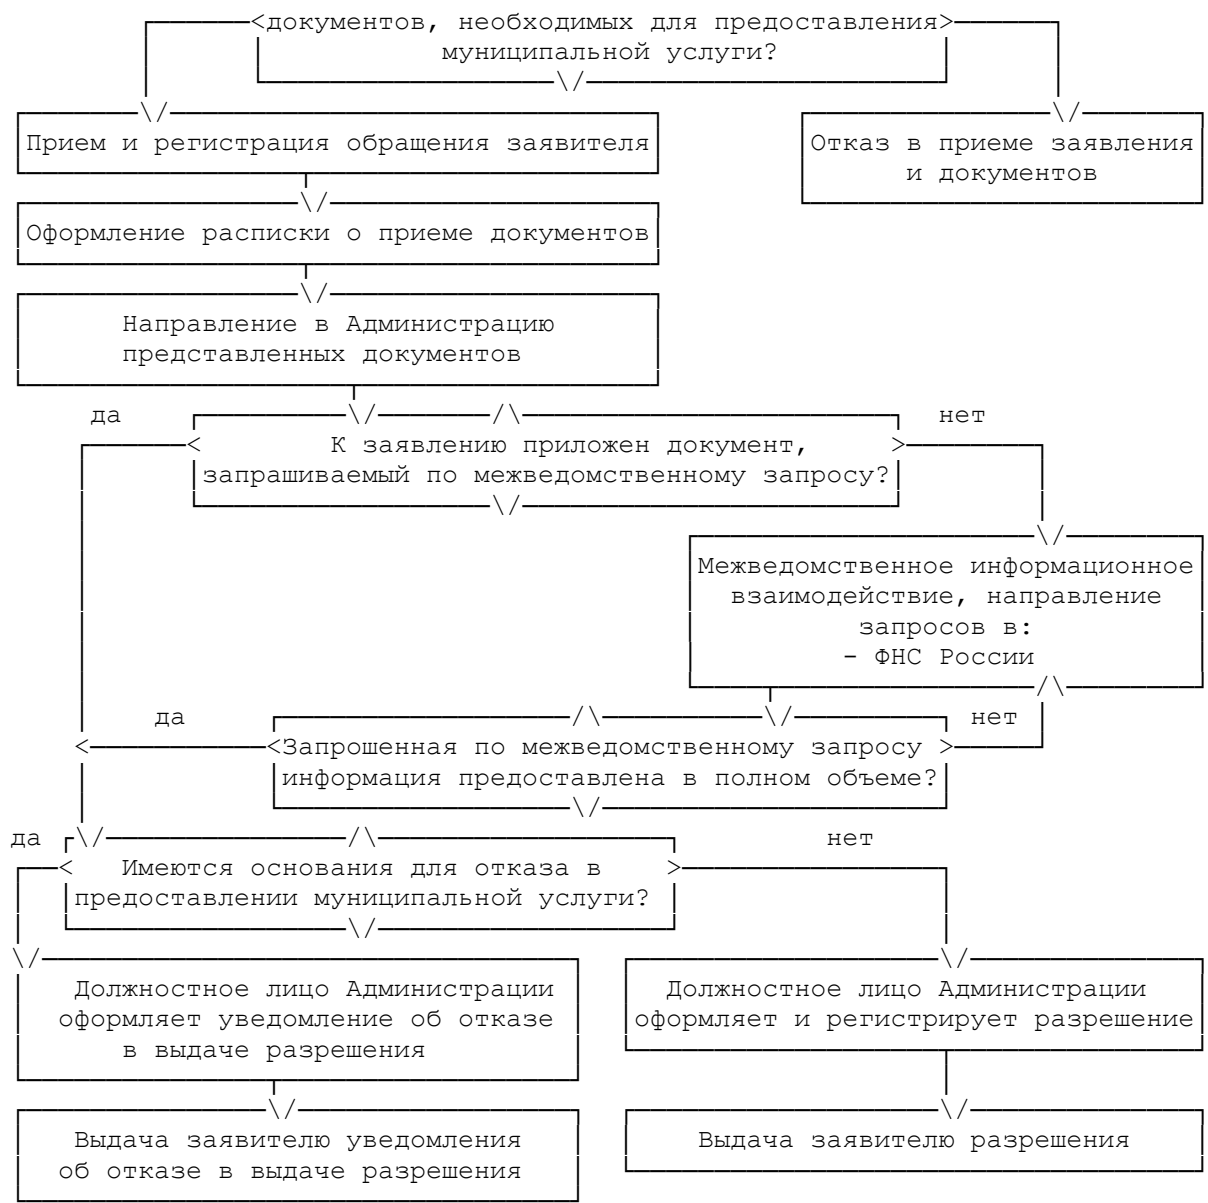 документов, необходимых для предоставления
муниципальной услуги?
Прием и регистрация обращения заявителя
Отказ в приеме заявления
и документов
Оформление расписки о приеме документов
Направление в Администрацию
представленных документов
да
нет
К заявлению приложен документ,
запрашиваемый по межведомственному запросу?
Межведомственное информационное
взаимодействие, направление
запросов в:
- ФНС России
да
нет
Запрошенная по межведомственному запросу
информация предоставлена в полном объеме?
да
нет
Имеются основания для отказа в
предоставлении муниципальной услуги?
Должностное лицо Администрации
оформляет уведомление об отказе
в выдаче разрешения
Должностное лицо Администрации
оформляет и регистрирует разрешение
Выдача заявителю уведомления
об отказе в выдаче разрешения
Выдача заявителю разрешения